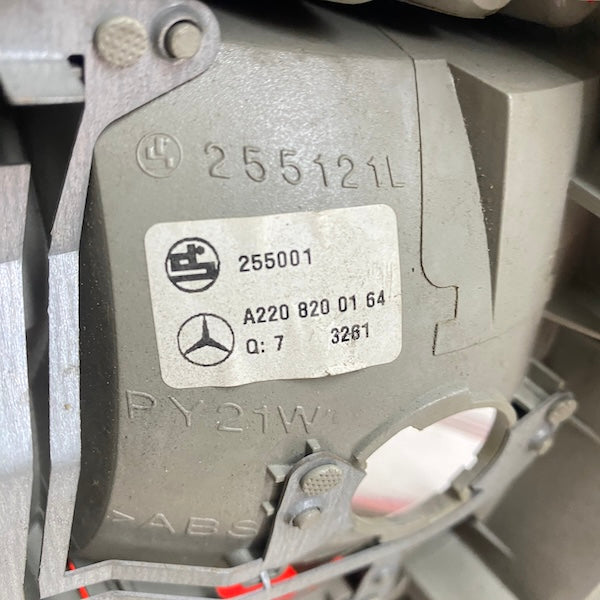 255121L
255001
A220 820 01 64
Q: 7 3261
PY21W
>ABS